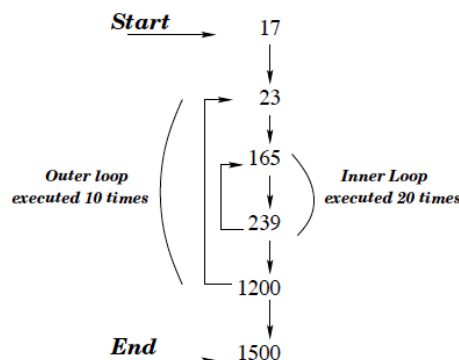 Start
17
23
165
Outer loop
executed 10 times
Inner Loop
executed 20 times
239
1200
End
1500